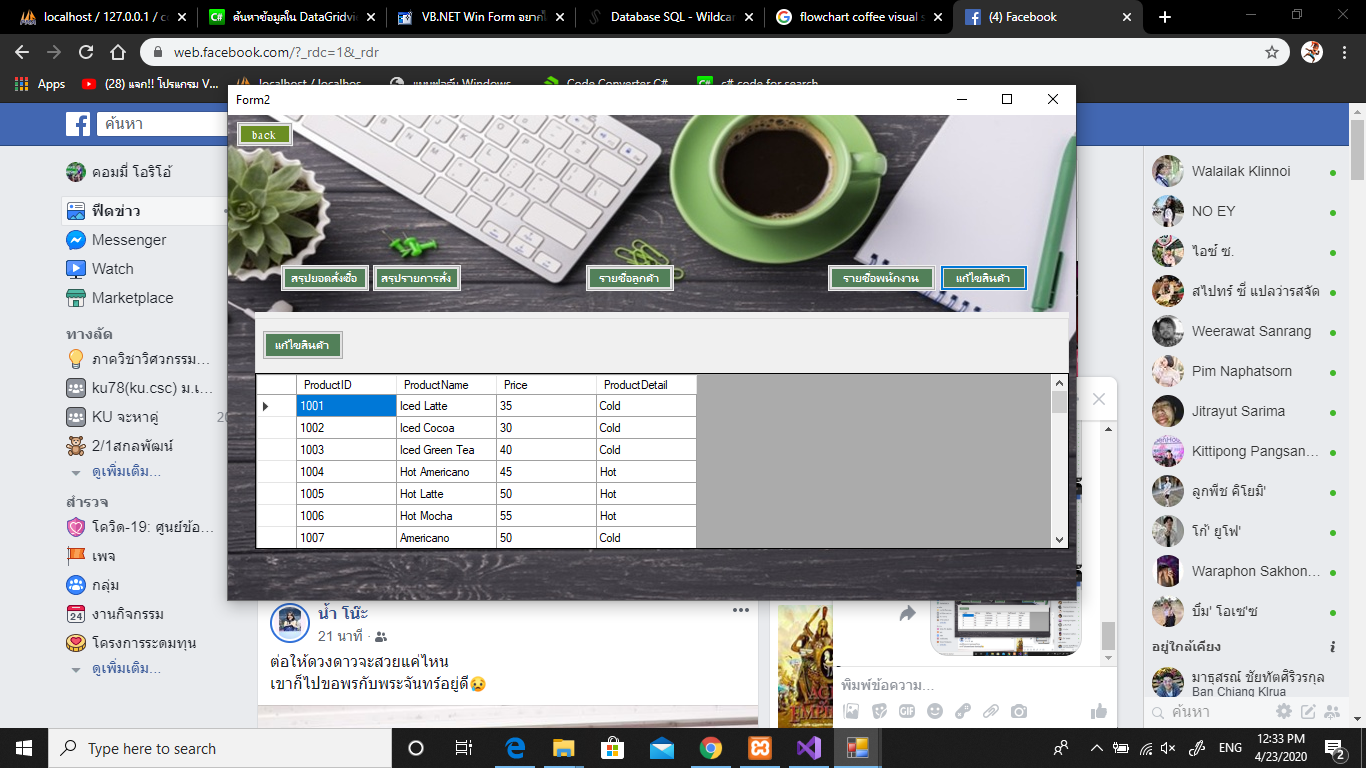 localhost / 127.0.0.1 / c
ค้นหาข้อมูลใน DataGridvi
VB.NET Win Form อยากใ
Database SQL - Wildcar
flowchart coffee visual s
(4) Facebook
web.facebook.com/?_rdc=1&_rdr
Apps
(28) แจก!! โปรแกรม V...
localhost / localhos
แบบฟอร์ม Windows
Code Converter C#
c# code for search
Form2
back
สรุปยอดสั่งซื้อ
สรุปรายการสั่ง
รายชื่อลูกค้า
รายชื่อพนักงาน
แก้ไขสินค้า
แก้ไขสินค้า
ProductID ProductName Price ProductDetail
1001 Iced Latte 35 Cold
1002 Iced Cocoa 30 Cold
1003 Iced Green Tea 40 Cold
1004 Hot Americano 45 Hot
1005 Hot Latte 50 Hot
1006 Hot Mocha 55 Hot
1007 Americano 50 Cold
ค้นหา
คอมมี่ โอริโอ้
ฟีดข่าว
Messenger
Watch
Marketplace
ทางลัด
ภาควิชาวิศวกรรม...
ku78(ku.csc) ม.เ...
KU จะหาคู่
20
2/1สกลพัฒน์
ดูเพิ่มเติม...
สำรวจ
โควิด-19: ศูนย์ข้อ...
เพจ
กลุ่ม
24 งานกิจกรรม
โครงการระดมทุน
ดูเพิ่มเติม...
น้ำ โน๊ะ
21 นาที ·
ต่อให้ดวงดาวจะสวยแค่ไหน
เขาก็ไปขอพรกับพระจันทร์อยู่ดี😥
พิมพ์ข้อความ...
GIF
Walailak Klinnoi
NO EY
ไอซ์ ซ.
สไปทร์ ซี่ แปลว่ารสจัด
Weerawat Sanrang
Pim Naphatsorn
Jitrayut Sarima
Kittipong Pangsan...
ลูกพีช คิโยมิ'
โก้' ยูโฟ'
Waraphon Sakhon...
บิ๊ม' โอเซ'ซ
อยู่ใกล้เคียง
มาธุสรณ์ ชัยทัตศิริวรกุล
Ban Chiang Klrua
ค้นหา
Type here to search
ENG
12:33 PM
4/23/2020
2